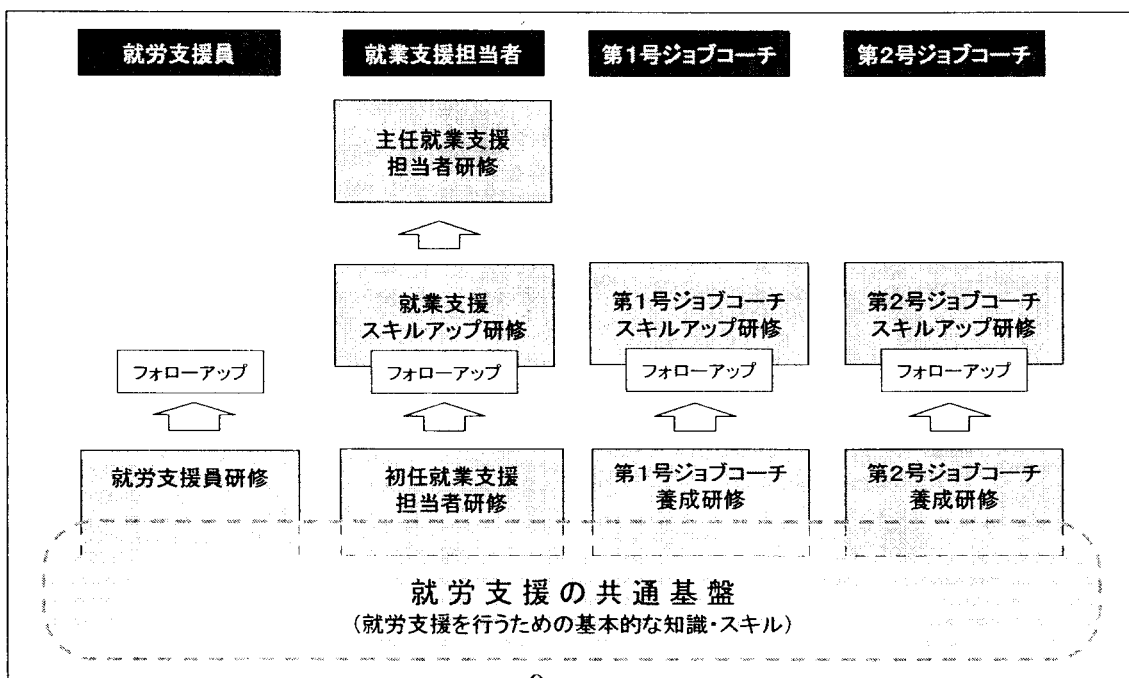 就労支援員
就業支援担当者
第1号ジョブコーチ
第2号ジョブコーチ
主任就業支援
担当者研修
就業支援
スキルアップ研修
第1号ジョブコーチ
スキルアップ研修
第2号ジョブコーチ
スキルアップ研修
フォローアップ
フォローアップ
フォローアップ
フォローアップ
就労支援員研修
初任就業支援
担当者研修
第1号ジョブコーチ
養成研修
第2号ジョブコーチ
養成研修
就労支援の共通基盤
(就労支援を行うための基本的な知識・スキル)